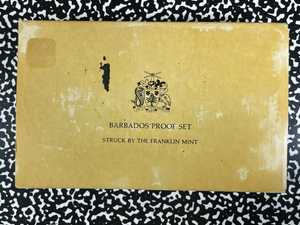 BARBADOS PROOF SET
STRUCK BY THE FRANKLIN MINT